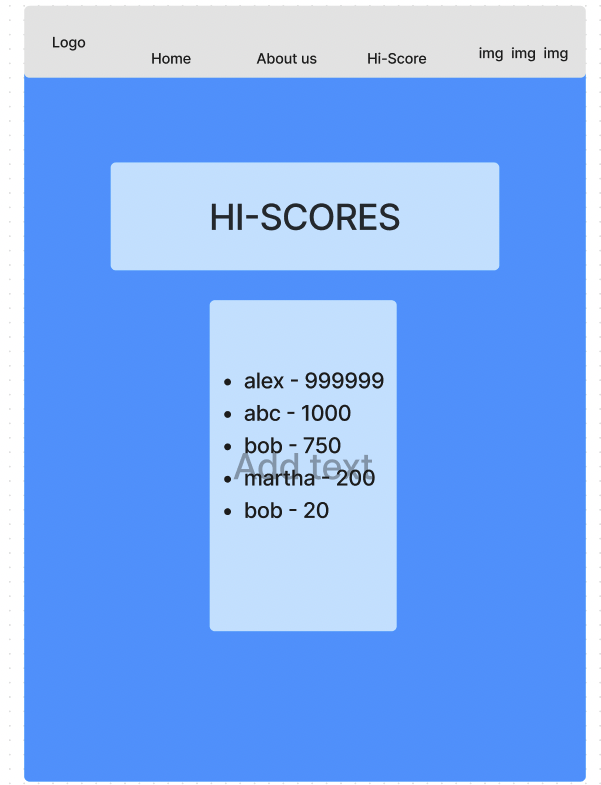 Logo
Home About us Hi-Score img img img
HI-SCORES
• alex - 999999
• abc - 1000
• bob - 750
Add text
• martha - 200
• bob - 20